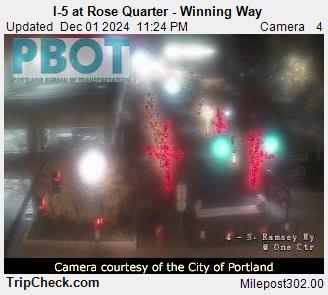 I-5 at Rose Quarter - Winning Way
Updated Dec 01 2024 11:24 PM Camera 4
PBOT
PORTLAND BUREAU OF TRANSPORTATION
4 - N. Ramsey Wy
@ One Ctr
Camera courtesy of the City of Portland
TripCheck.com Milepost302.00